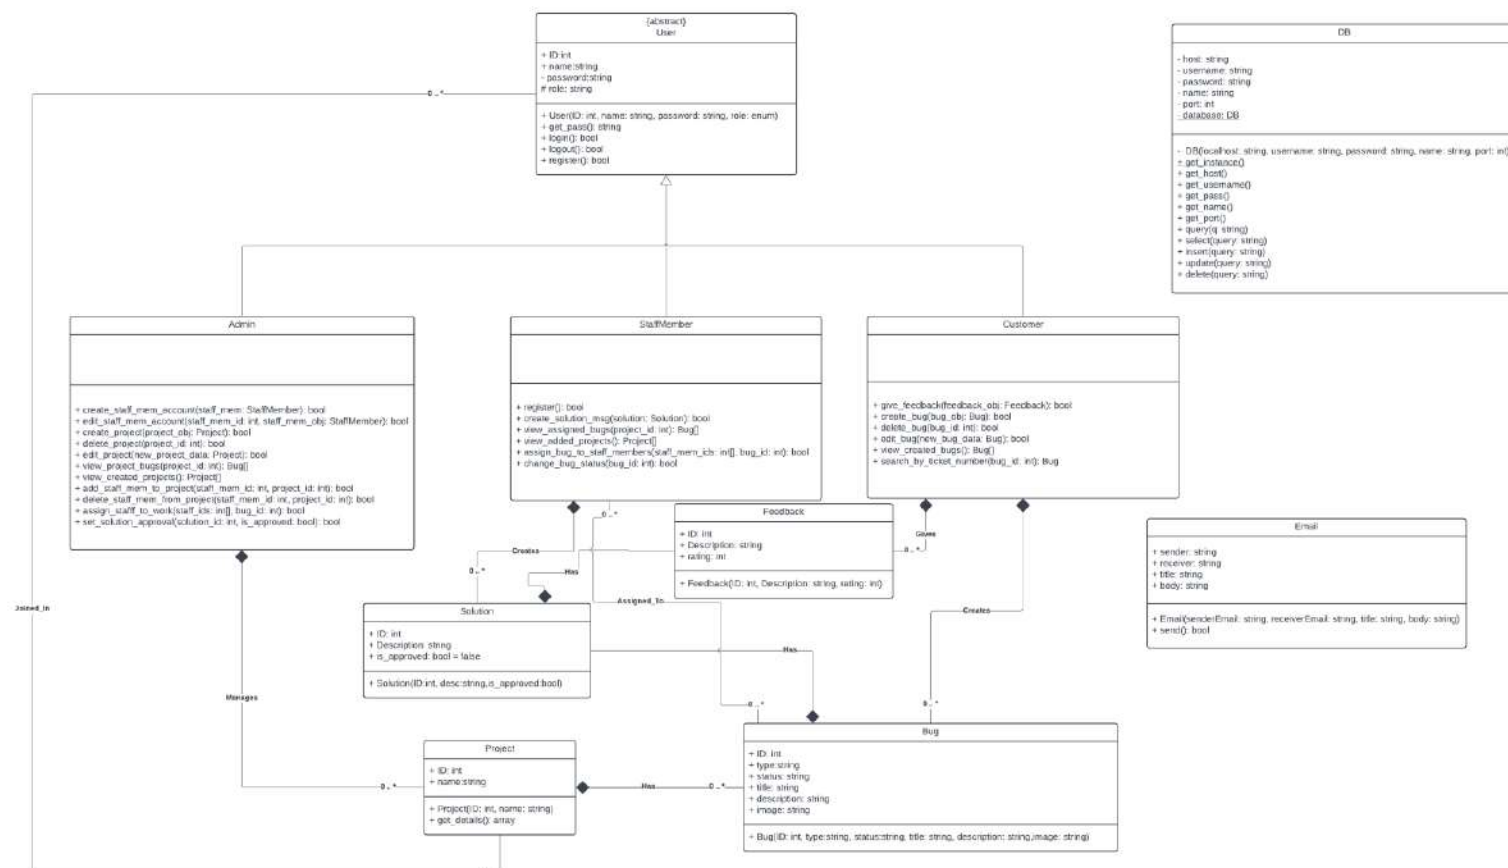 {abstract}
User
+ ID:int
+ name:string
- password:string
# role: string
+ User(ID: int, name: string, password: string, role: enum)
+ get_pass(): string
+ login(): bool
+ logout(): bool
+ register(): bool
DB
- host: string
- username: string
- password: string
- name: string
- port: int
- database: DB
- DB(localhost: string, username: string, password: string, name: string, port: int)
+ get_instance()
+ get_host()
+ get_username()
+ get_pass()
+ get_name()
+ get_port()
+ query(q: string)
+ select(query: string)
+ insert(query: string)
+ update(query: string)
+ delete(query: string)
0 .. *
Admin
+ create_staff_mem_account(staff_mem: StaffMember): bool
+ edit_staff_mem_account(staff_mem_id: int, staff_mem_obj: StaffMember): bool
+ create_project(project_obj: Project): bool
+ delete_project(project_id: int): bool
+ edit_project(new_project_data: Project): bool
+ view_project_bugs(project_id: int): Bug[]
+ view_created_projects(): Project[]
+ add_staff_mem_to_project(staff_mem_id: int, project_id: int): bool
+ delete_staff_mem_from_project(staff_mem_id: int, project_id: int): bool
+ assign_stafff_to_work(staff_ids: int[], bug_id: int): bool
+ set_solution_approval(solution_id: int, is_approved: bool): bool
StaffMember
+ register(): bool
+ create_solution_msg(solution: Solution): bool
+ view_assigned_bugs(project_id: int): Bug[]
+ view_added_projects(): Project[]
+ assign_bug_to_staff_members(staff_mem_ids: int[], bug_id: int): bool
+ change_bug_status(bug_id: int): bool
Customer
+ give_feedback(feedback_obj: Feedback): bool
+ create_bug(bug_obj: Bug): bool
+ delete_bug(bug_id: int): bool
+ edit_bug(new_bug_data: Bug): bool
+ view_created_bugs(): Bug[]
+ search_by_ticket_number(bug_id: int): Bug
0 .. *
Feedback
+ ID: int
+ Description: string
+ rating: int
+ Feedback(ID: int, Description: string, rating: int)
Gives
0 .. *
Creates
0 .. *
Has
Email
+ sender: string
+ receiver: string
+ title: string
+ body: string
+ Email(senderEmail: string, receiverEmail: string, title: string, body: string)
+ send(): bool
Joined_In
Assigned_To
Creates
Solution
+ ID: int
+ Description: string
+ is_approved: bool = false
+ Solution(ID:int, desc:string,is_approved:bool)
Has
Manages
0 .. *
0 .. *
Project
+ ID: int
+ name:string
+ Project(ID: int, name: string)
+ get_details(): array
0 .. *
Has
0 .. *
Bug
+ ID: int
+ type:string
+ status: string
+ title: string
+ description: string
+ image: string
+ Bug(ID: int, type:string, status:string, title: string, description: string,image: string)